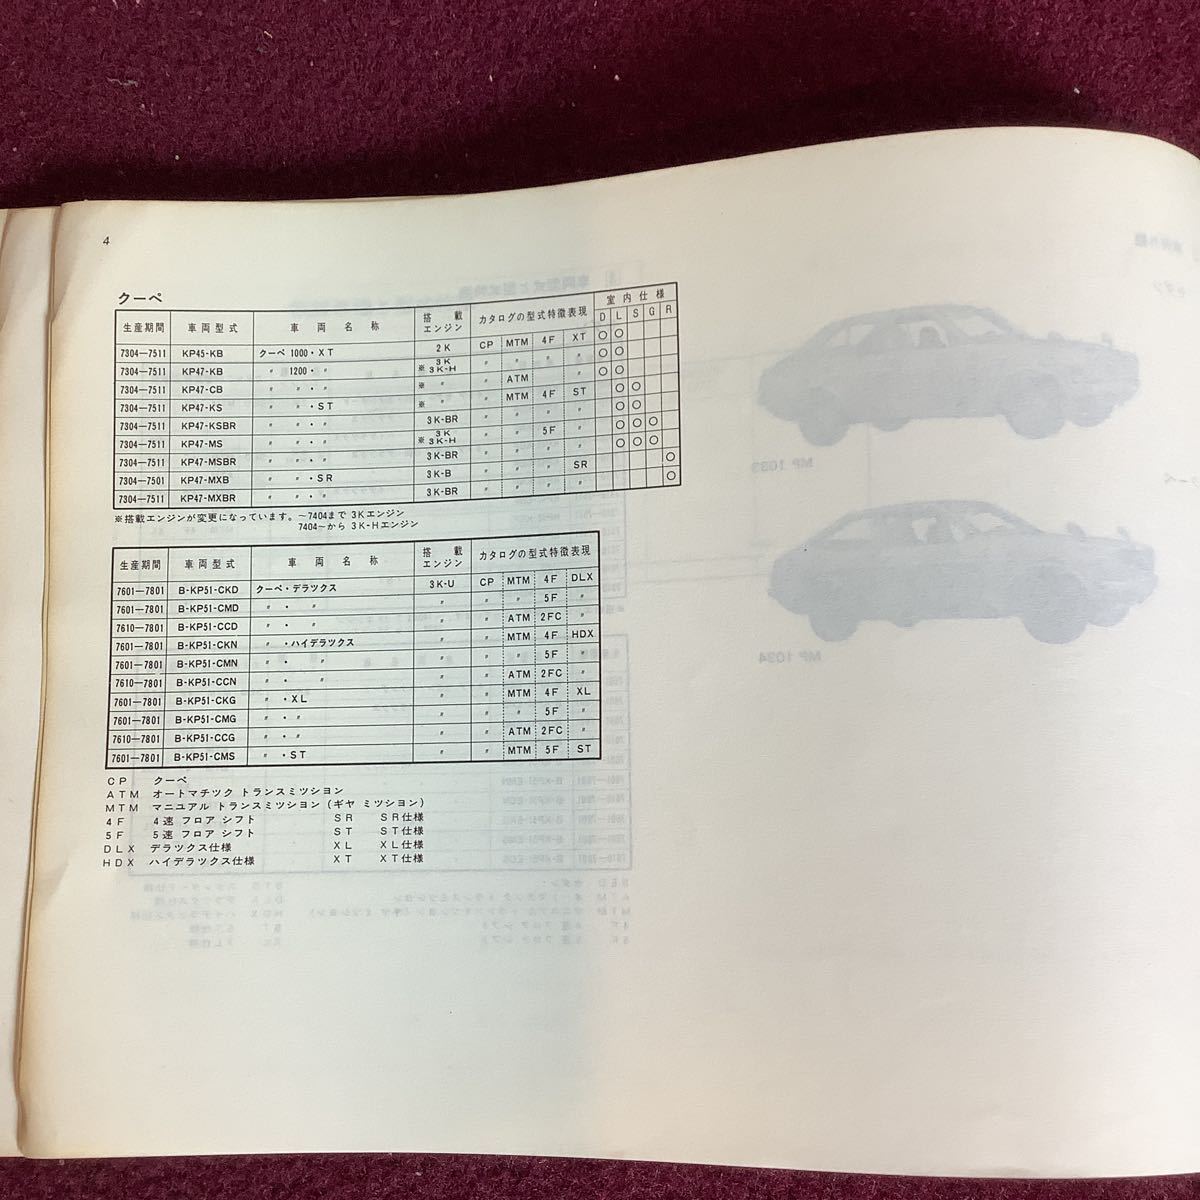 4
クーペ
生産期間 車両型式 車両名称 搭載エンジン カタログの型式特徴表現 室内仕様
D L S G R
7304—7511 KP45-KB クーペ 1000・XT 2K CP MTM 4F XT ○ ○
7304—7511 KP47-KB 〃 1200・〃 ※ 3K 3K-H 〃 〃 〃 〃 ○ ○
7304—7511 KP47-CB 〃 〃・〃 ※ 〃 〃 ATM 〃 ○ ○
7304—7511 KP47-KS 〃 〃・ST ※ 〃 〃 MTM 4F ST ○ ○
7304—7511 KP47-KSBR 〃 〃・〃 3K-BR 〃 〃 〃 〃 ○ ○
7304—7511 KP47-MS 〃 〃・〃 ※ 3K 3K-H 〃 〃 5F 〃 ○ ○ ○
7304—7511 KP47-MSBR 〃 〃・〃 3K-BR 〃 〃 〃 〃 ○ ○ ○
7304—7501 KP47-MXB 〃 〃・SR 3K-B 〃 〃 〃 SR ○
7304—7511 KP47-MXBR 〃 〃・〃 3K-BR 〃 〃 〃 〃 ○
※搭載エンジンが変更になっています。~7404まで 3Kエンジン
7404~から 3K-Hエンジン
生産期間 車両型式 車両名称 搭載エンジン カタログの型式特徴表現
7601—7801 B-KP51-CKD クーペ・デラックス 3K-U CP MTM 4F DLX
7601—7801 B-KP51-CMD 〃・〃 〃 〃 〃 5F 〃
7610—7801 B-KP51-CCD 〃・〃 〃 〃 ATM 2FC 〃
7601—7801 B-KP51-CKN 〃・ハイデラックス 〃 〃 MTM 4F HDX
7601—7801 B-KP51-CMN 〃・〃 〃 〃 〃 5F 〃
7610—7801 B-KP51-CCN 〃・〃 〃 〃 ATM 2FC 〃
7601—7801 B-KP51-CKG 〃・XL 〃 〃 MTM 4F XL
7601—7801 B-KP51-CMG 〃・〃 〃 〃 〃 5F 〃
7610—7801 B-KP51-CCG 〃・〃 〃 〃 ATM 2FC 〃
7601—7801 B-KP51-CMS 〃・ST 〃 〃 MTM 5F ST
CP クーペ
ATM オートマチック トランスミツション
MTM マニユアル トランスミツション (ギヤ ミツション)
4F 4速 フロア シフト SR SR仕様
5F 5速 フロア シフト ST ST仕様
DLX デラツクス仕様 XL XL仕様
HDX ハイデラツクス仕様 XT XT仕様
MP 1033
MP 1034